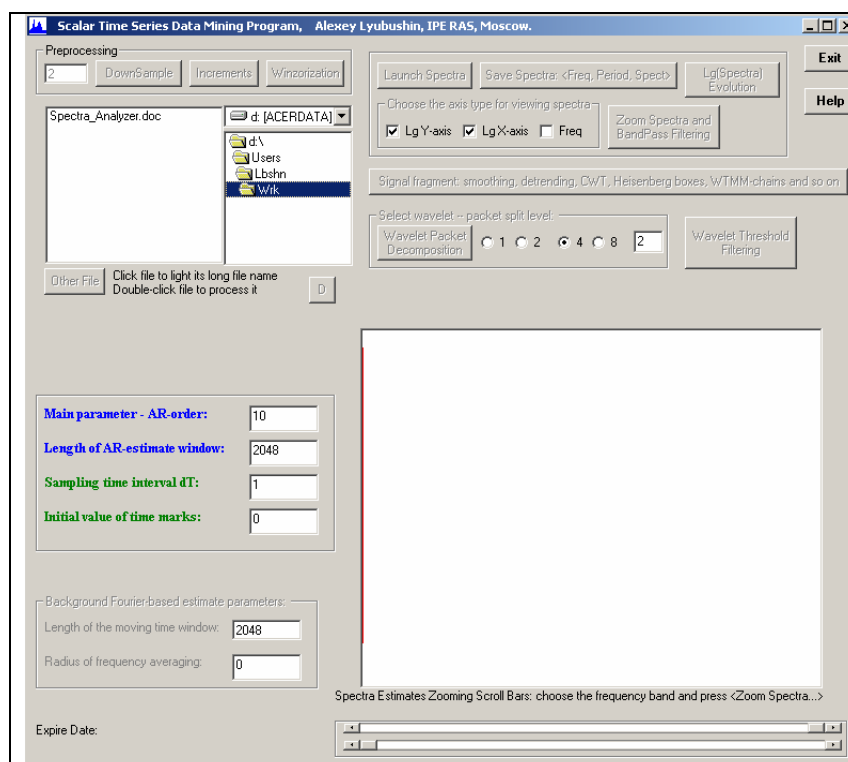 Scalar Time Series Data Mining Program, Alexey Lyubushin, IPE RAS, Moscow.
Preprocessing
2
DownSample
Increments
Winzorization
Launch Spectra
Save Spectra: <Freq, Period, Spect>
Lg(Spectra)
Evolution
Exit
Help
Choose the axis type for viewing spectra
Lg Y-axis
Lg X-axis
Freq
Zoom Spectra and
BandPass Filtering
Spectra_Analyzer.doc
d: [ACERDATA]
d:\
Users
Lbshn
Wrk
Signal fragment: smoothing, detrending, CWT, Heisenberg boxes, WTMM-chains and so on
Select wavelet -- packet split level:
Wavelet Packet
Decomposition
1
2
4
8
2
Wavelet Threshold
Filtering
Other File
Click file to light its long file name
Double-click file to process it
D
Main parameter - AR-order:
10
Length of AR-estimate window:
2048
Sampling time interval dT:
1
Initial value of time marks:
0
Background Fourier-based estimate parameters:
Length of the moving time window:
2048
Radius of frequency averaging:
0
Spectra Estimates Zooming Scroll Bars: choose the frequency band and press <Zoom Spectra...>
Expire Date: